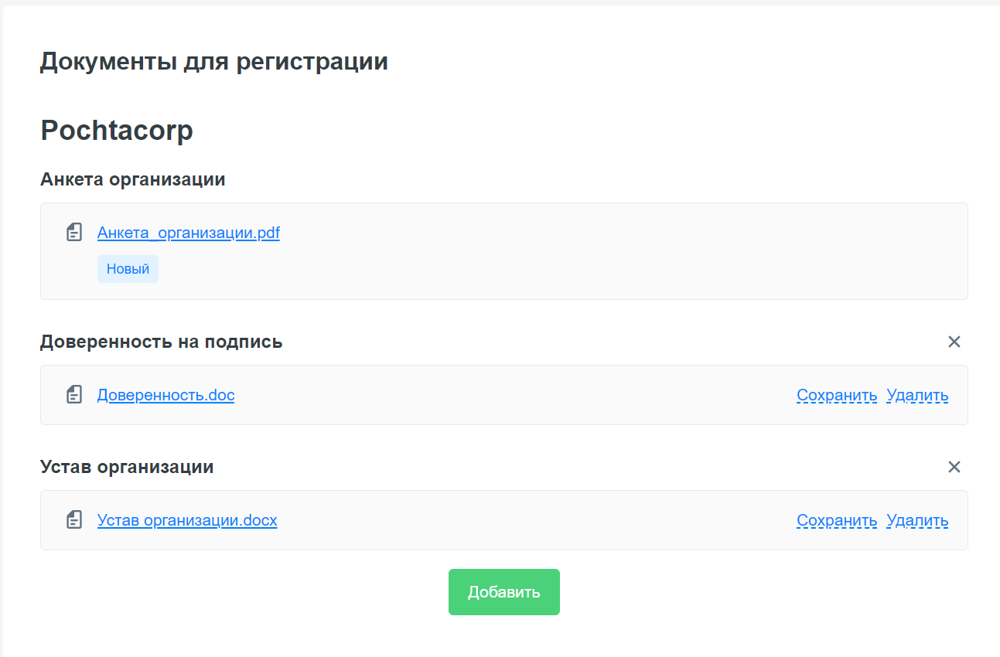 Документы для регистрации
Pochtacorp
Анкета организации
Анкета_организации.pdf
Новый
Доверенность на подпись
Доверенность.doc Сохранить Удалить
Устав организации
Устав организации.docx Сохранить Удалить
Добавить